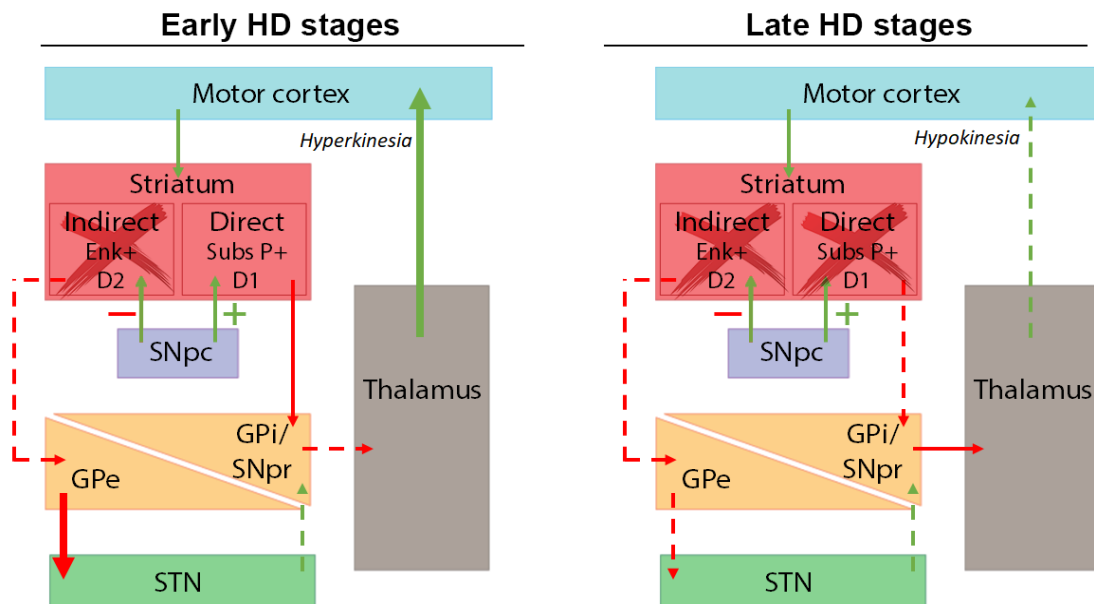 Early HD stages
Motor cortex
Hyperkinesia
Striatum
Indirect
Enk+
D2
Direct
Subs P+
D1
− +
SNpc
Thalamus
GPi/
SNpr
GPe
STN
Late HD stages
Motor cortex
Hypokinesia
Striatum
Indirect
Enk+
D2
Direct
Subs P+
D1
− +
SNpc
Thalamus
GPi/
SNpr
GPe
STN